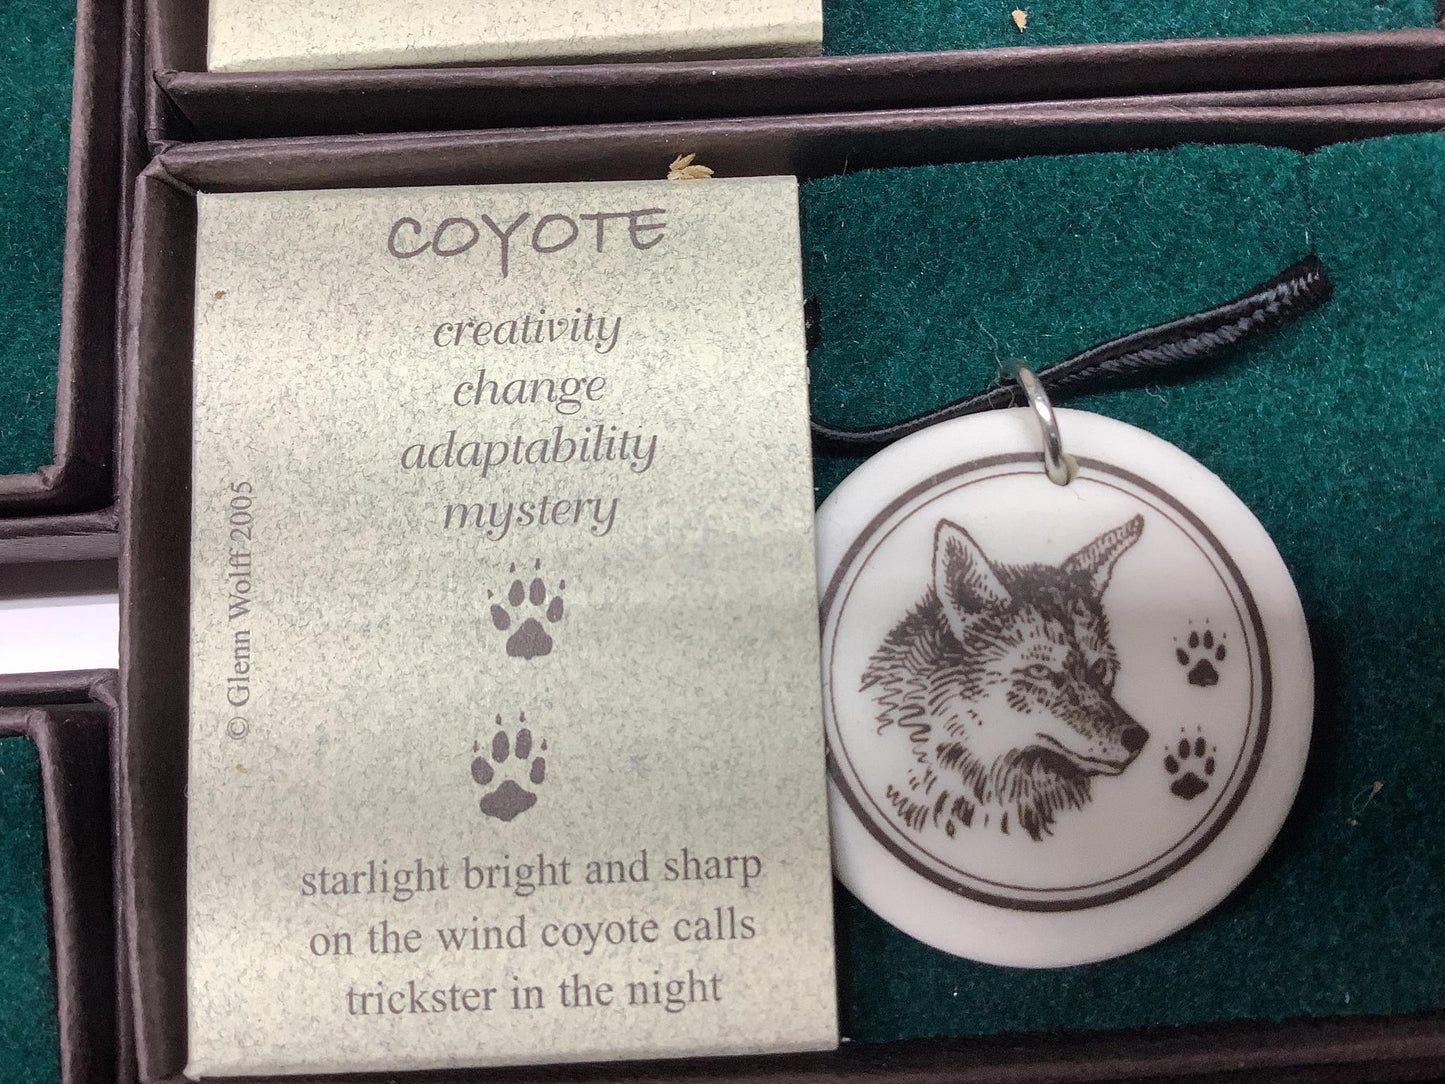 COYOTE
creativity
change
adaptability
mystery
© Glenn Wolff 2005
starlight bright and sharp
on the wind coyote calls
trickster in the night